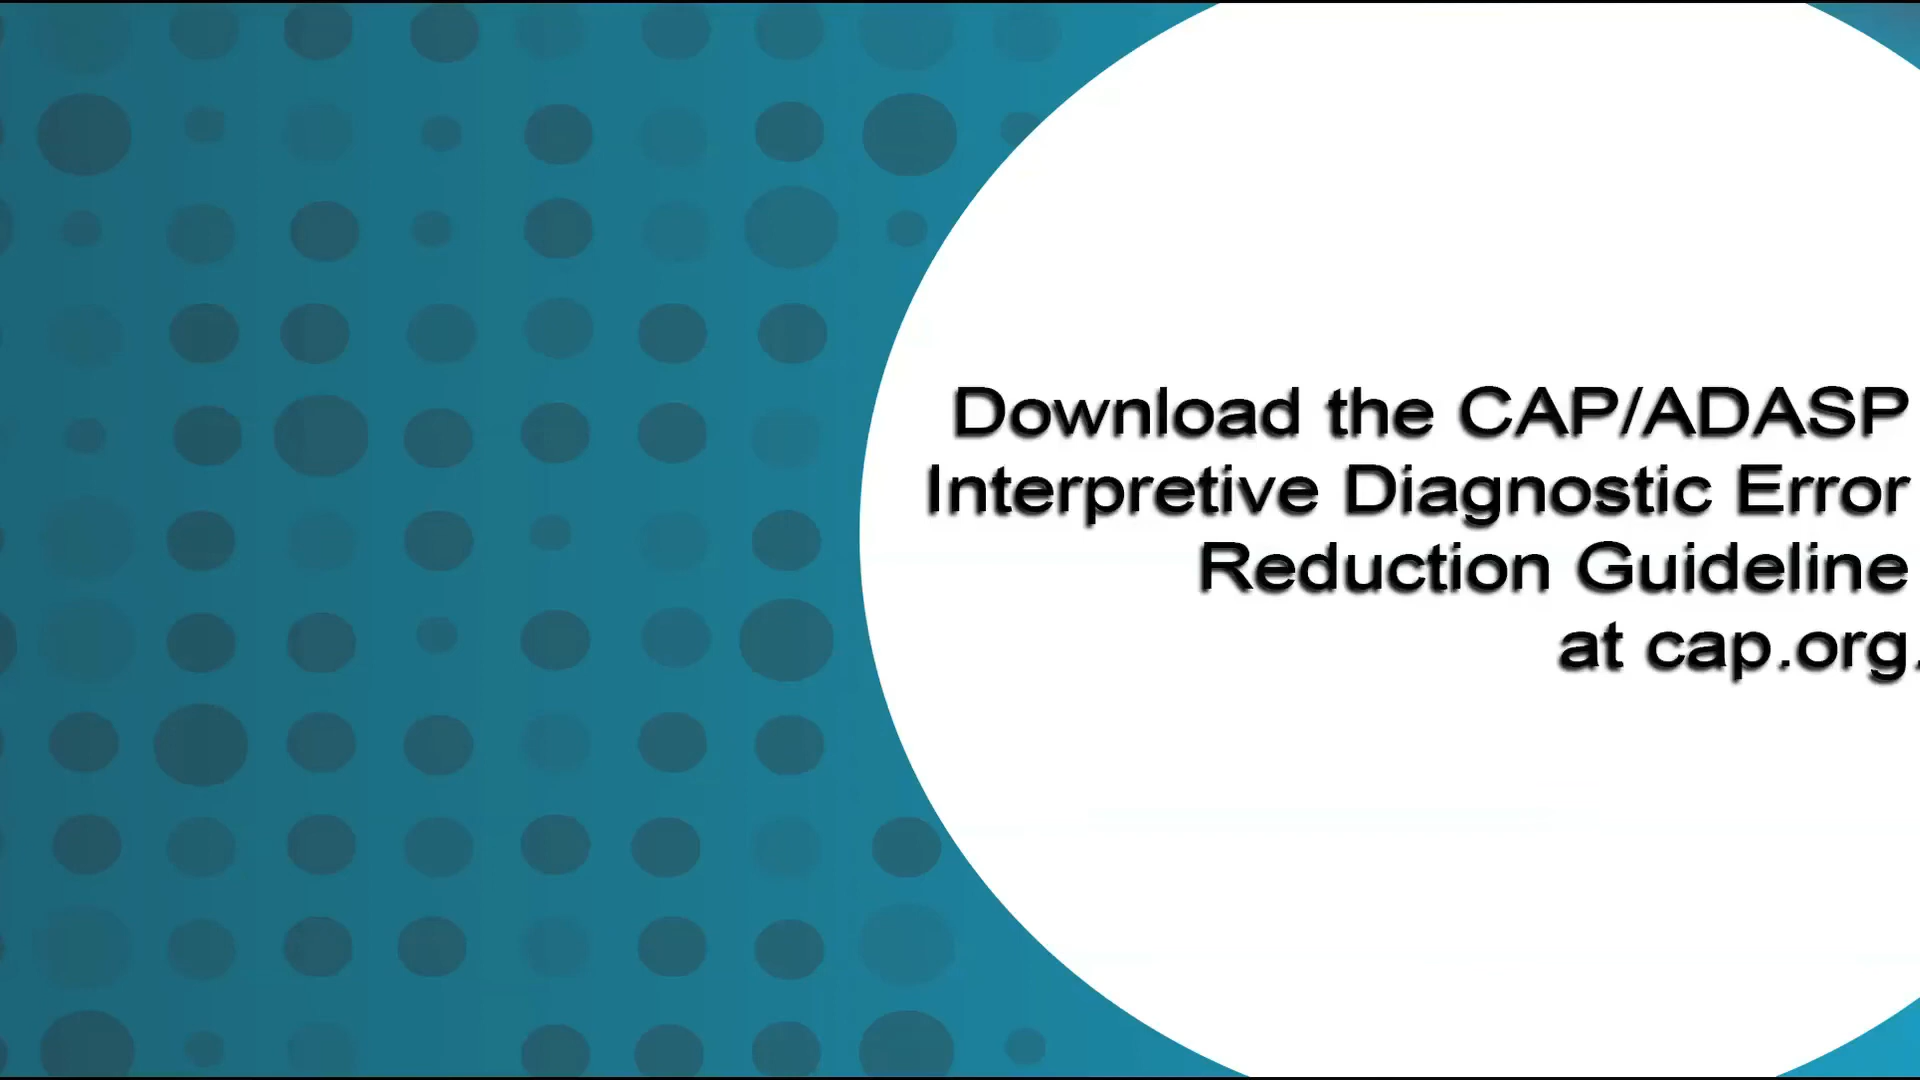 Download the CAP/ADASP
Interpretive Diagnostic Error
Reduction Guideline
at cap.org.